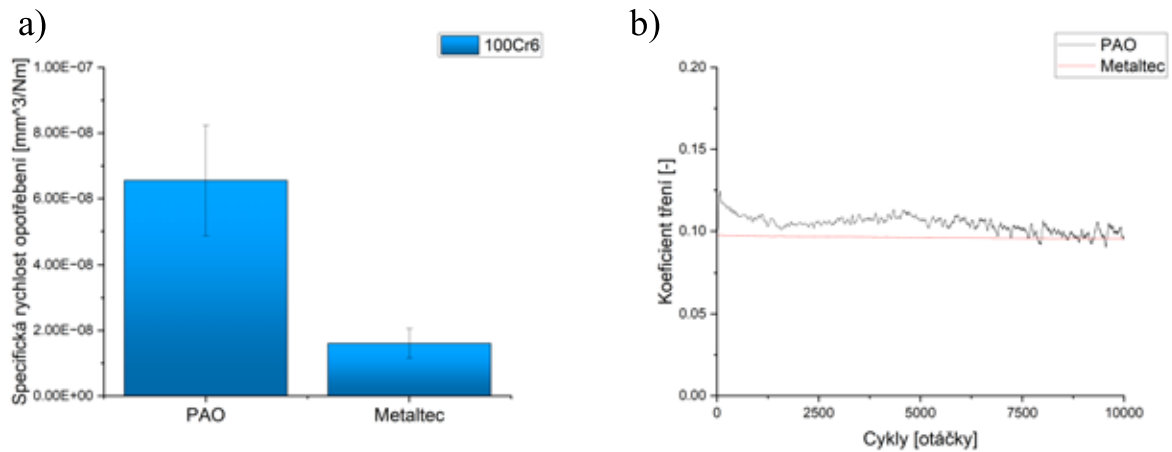 a)
100Cr6
1.00E−07
8.00E−08
6.00E−08
4.00E−08
2.00E−08
0.00E+00
Specifická rychlost opotřebení [mm^3/Nm]
PAO
Metaltec
b)
PAO
Metaltec
0.20
0.15
0.10
0.05
0.00
Koeficient tření [-]
0
2500
5000
7500
10000
Cykly [otáčky]